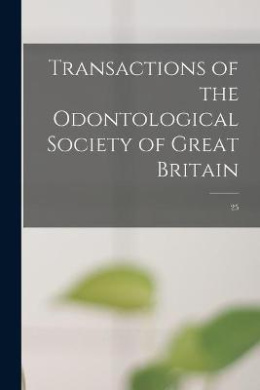 Transactions of
the
Odontological
Society of Great
Britain
25